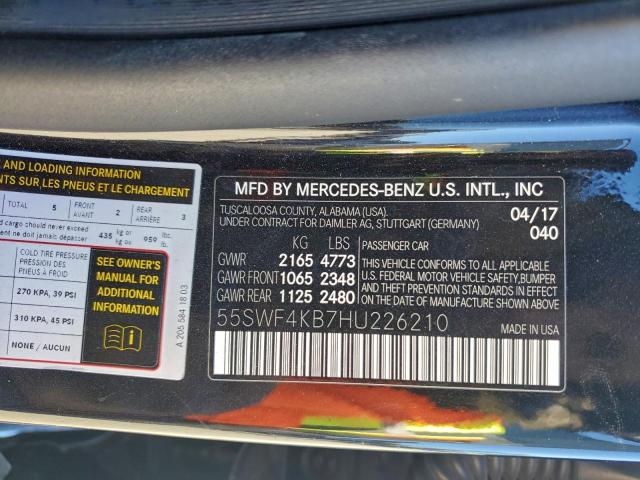 E AND LOADING INFORMATION
ENTS SUR LES PNEUS ET LE CHARGEMENT
TOTAL 5 FRONT AVANT 2 REAR ARRIÈRE 3
d cargo should never exceed 435 kg or 959 lbs.
ent ne doit jamais dépasser kg ou lb.
COLD TIRE PRESSURE
PRESSION DES
PNEUS À FROID
270 KPA, 39 PSI
310 KPA, 45 PSI
NONE / AUCUN
SEE OWNER'S
MANUAL FOR
ADDITIONAL
INFORMATION
A 205 584 18 03
MFD BY MERCEDES-BENZ U.S. INTL., INC
TUSCALOOSA COUNTY, ALABAMA (USA). 04/17
UNDER CONTRACT FOR DAIMLER AG, STUTTGART (GERMANY) 040
KG LBS PASSENGER CAR
GVWR 2165 4773
GAWR FRONT 1065 2348
GAWR REAR 1125 2480
THIS VEHICLE CONFORMS TO ALL APPLICABLE
U.S. FEDERAL MOTOR VEHICLE SAFETY, BUMPER
AND THEFT PREVENTION STANDARDS IN EFFECT
ON THE DATE OF MANUFACTURE SHOWN ABOVE.
55SWF4KB7HU226210
MADE IN USA